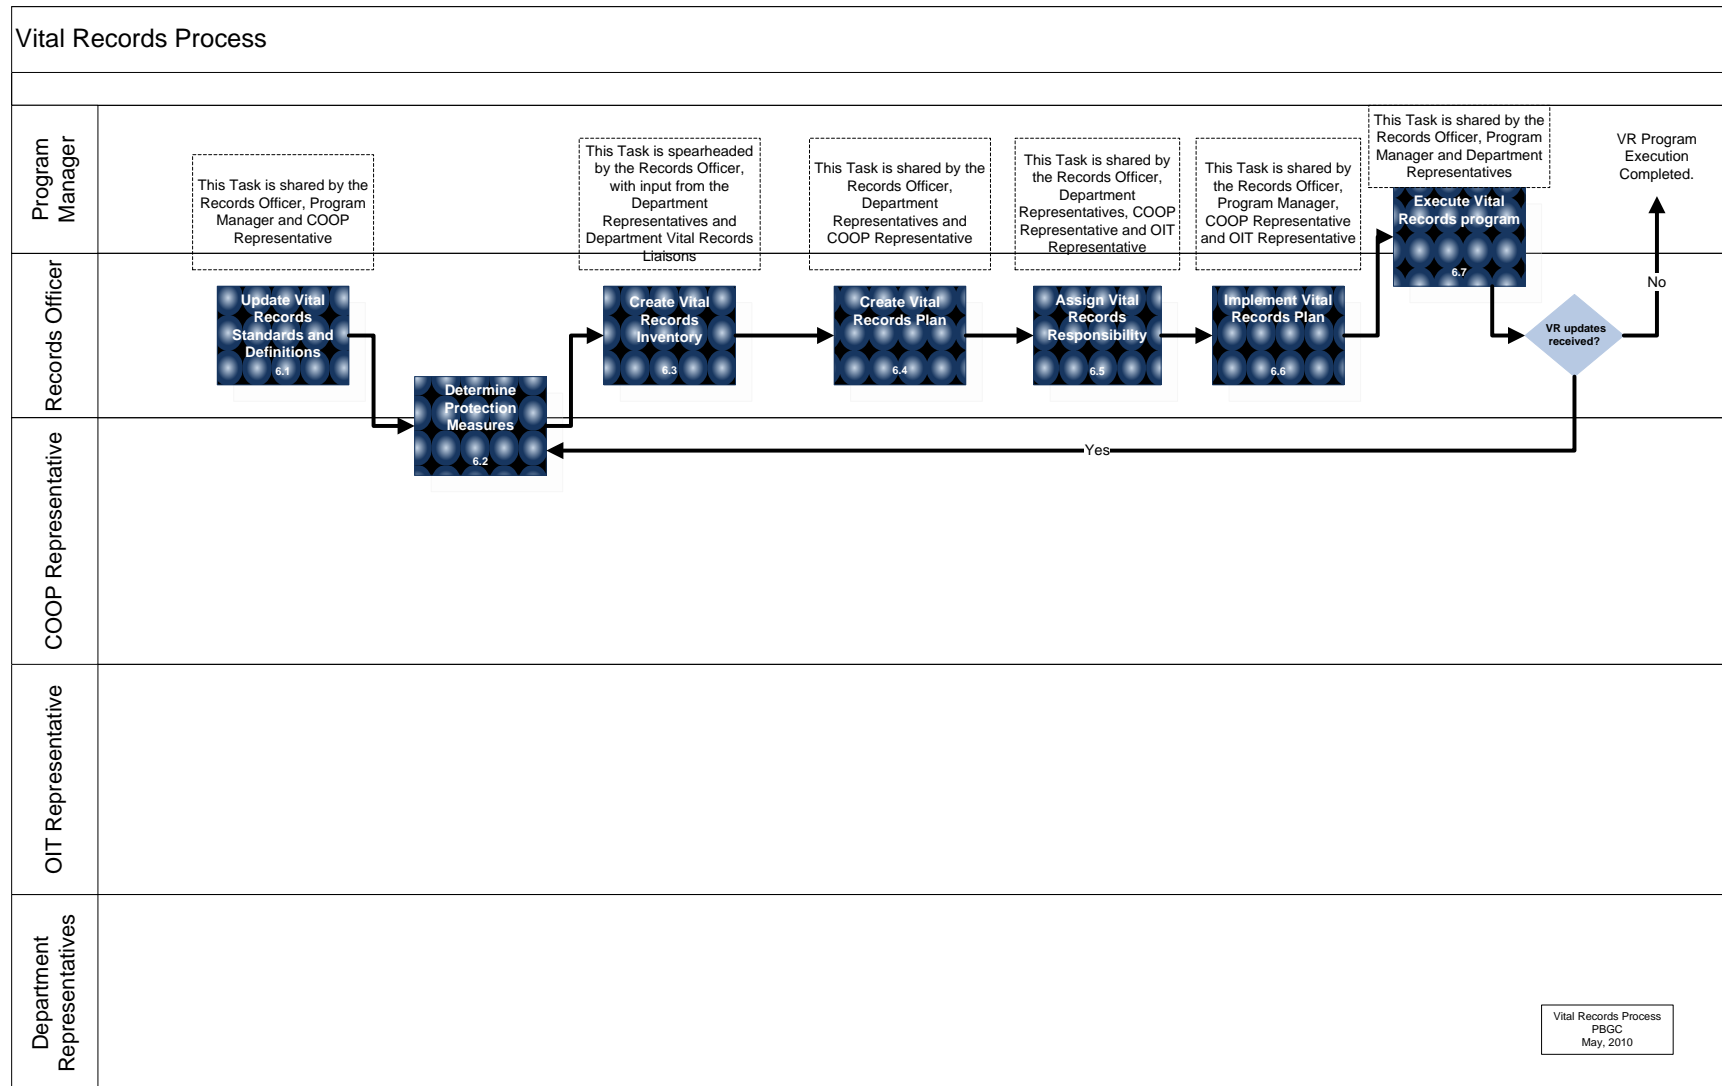 Vital Records Process
Program
Manager
This Task is shared by the
Records Officer, Program
Manager and COOP
Representative
This Task is spearheaded
by the Records Officer,
with input from the
Department
Representatives and
Department Vital Records
Liaisons
This Task is shared by the
Records Officer,
Department
Representatives and
COOP Representative
This Task is shared by
the Records Officer,
Department
Representatives, COOP
Representative and OIT
Representative
This Task is shared by
the Records Officer,
Program Manager,
COOP Representative
and OIT Representative
This Task is shared by the
Records Officer, Program
Manager and Department
Representatives
Execute Vital
Records program
6.7
VR Program
Execution
Completed.
No
Records Officer
Update Vital
Records
Standards and
Definitions
6.1
Determine
Protection
Measures
6.2
Create Vital
Records
Inventory
6.3
Create Vital
Records Plan
6.4
Assign Vital
Records
Responsibility
6.5
Implement Vital
Records Plan
6.6
VR updates
received?
Yes
COOP Representative
OIT Representative
Department
Representatives
Vital Records Process
PBGC
May, 2010